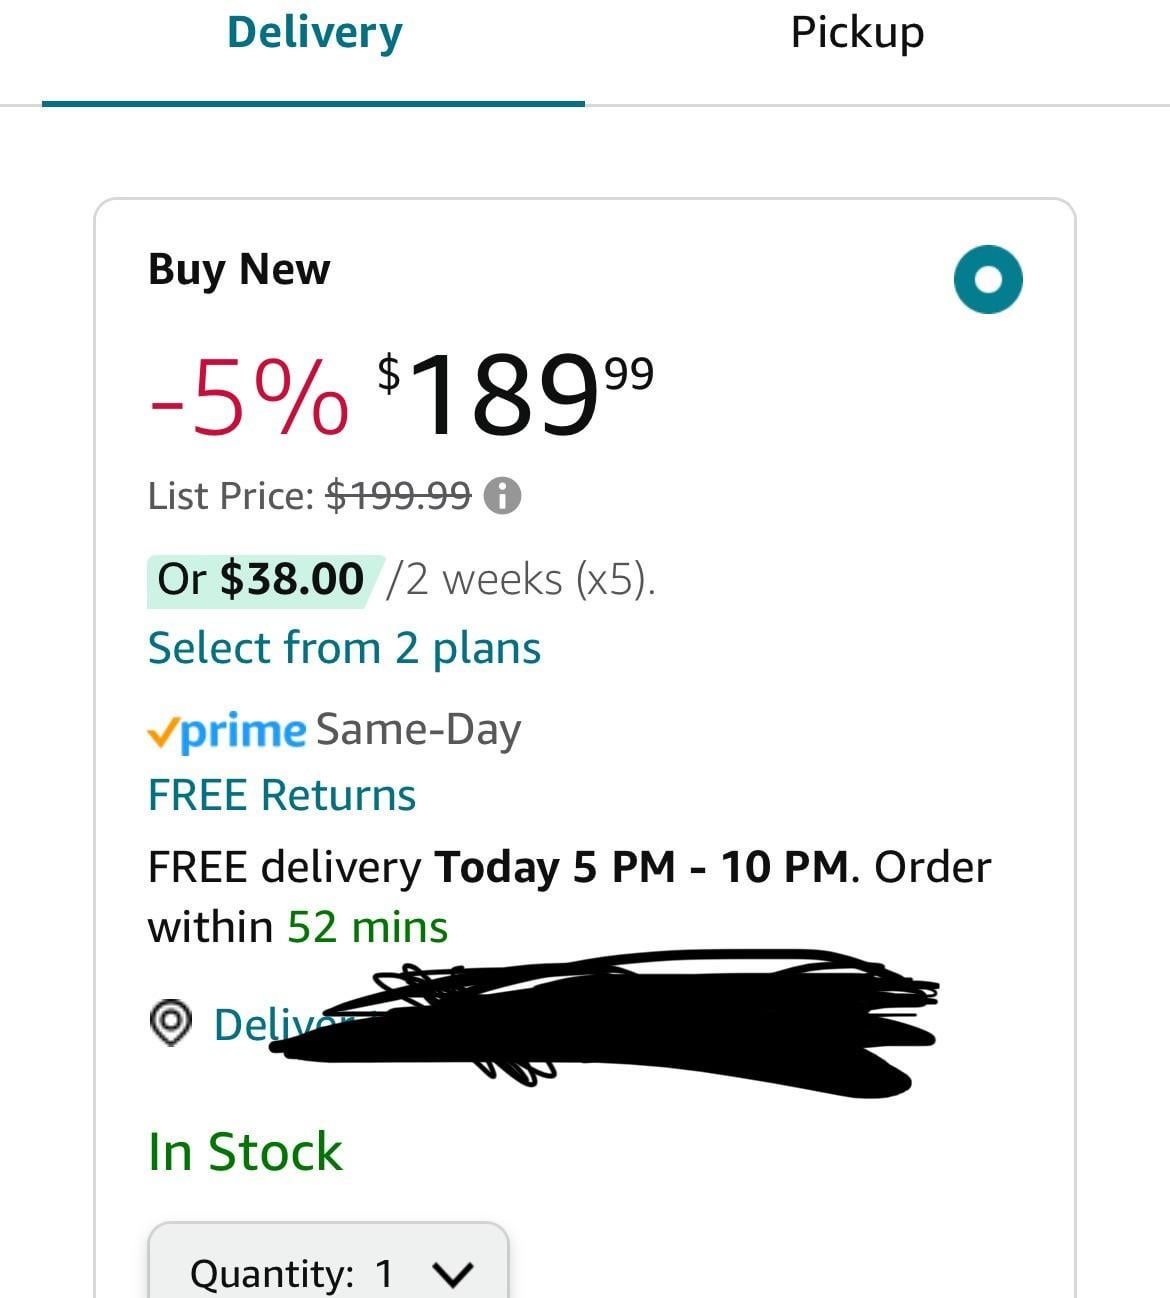 Delivery Pickup
Buy New
-5% $189 99
List Price: $199.99
Or $38.00 /2 weeks (x5).
Select from 2 plans
prime Same-Day
FREE Returns
FREE delivery Today 5 PM - 10 PM. Order
within 52 mins
In Stock
Quantity: 1